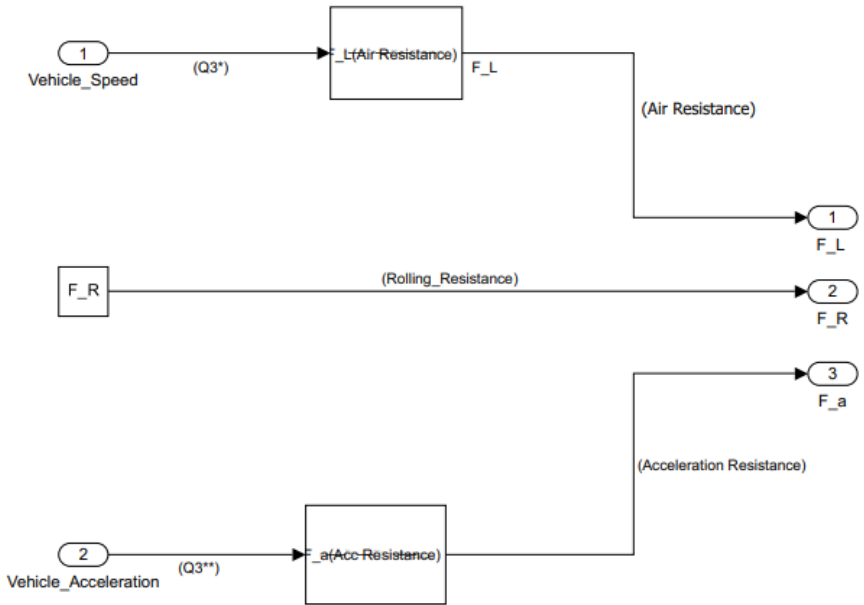 1
Vehicle_Speed
(Q3*)
F_L(Air Resistance)
F_L
(Air Resistance)
1
F_L
F_R
(Rolling_Resistance)
2
F_R
3
F_a
(Acceleration Resistance)
2
Vehicle_Acceleration
(Q3**)
F_a(Acc Resistance)